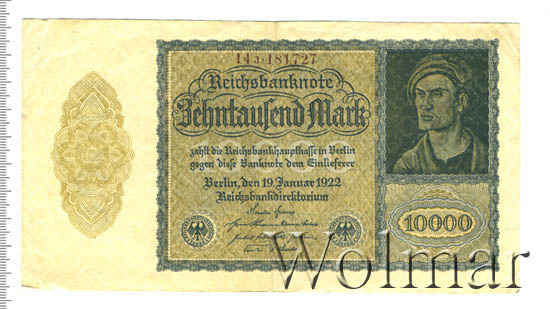 14J·181727
Reichsbanknote
Zehntausend Mark
zahlt die Reichsbankhauptkasse in Berlin
gegen diese Banknote dem Einlieferer
Berlin, den 19. Januar 1922
Reichsbankdirektorium
10000
Wolmar